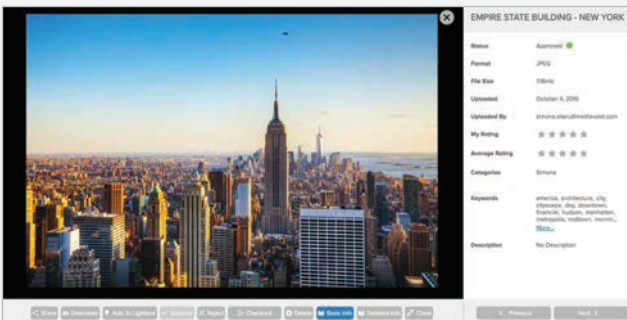 EMPIRE STATE BUILDING - NEW YORK
Status Approved
Format JPEG
File Size
Uploaded October 4, 2016
Uploaded By
My Rating
Average Rating
Categories Simona
Keywords america, architecture, city,
cityscape, day, downtown,
financial, hudson, manhattan,
metropolis, midtown, mornin...
More...
Description No Description
Share Download Add To Lightbox Approve Reject Checkout Delete Basic Info Detailed Info Close Previous Next